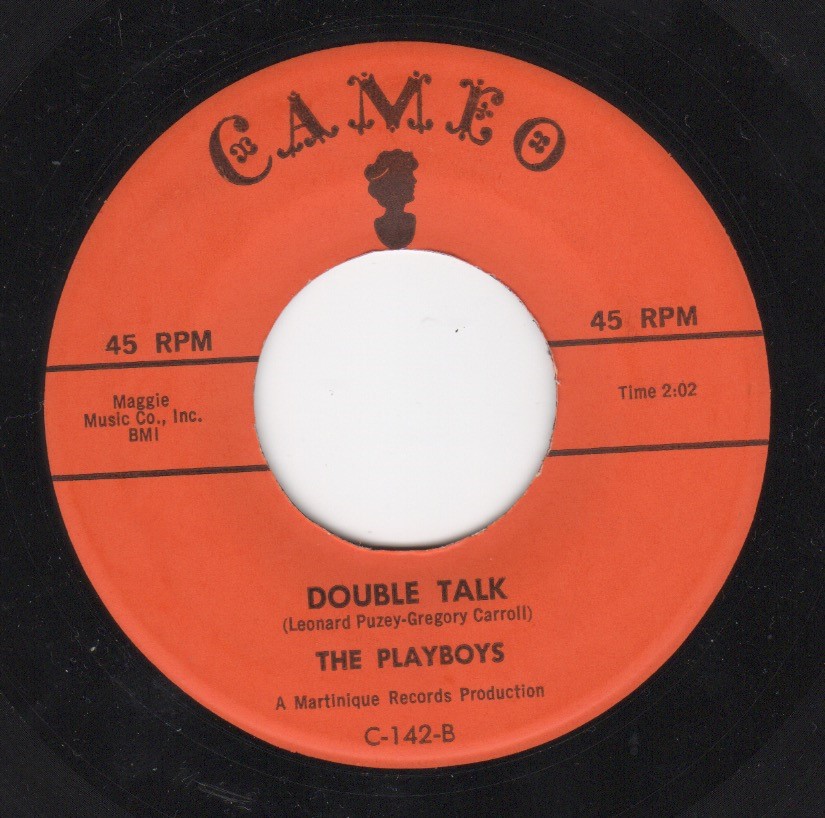 CAMEO
45 RPM
45 RPM
Maggie
Music Co., Inc.
BMI
Time 2:02
DOUBLE TALK
(Leonard Puzey-Gregory Carroll)
THE PLAYBOYS
A Martinique Records Production
C-142-B